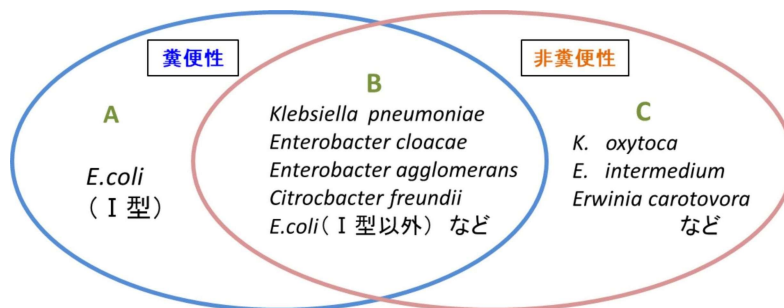 糞便性
非糞便性
A
E.coli
(Ⅰ型)
B
Klebsiella pneumoniae
Enterobacter cloacae
Enterobacter agglomerans
Citrocbacter freundii
E.coli(Ⅰ型以外) など
C
K. oxytoca
E. intermedium
Erwinia carotovora
など